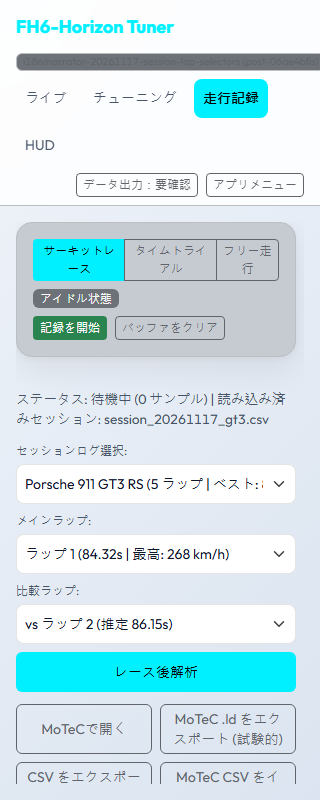 FH6-Horizon Tuner
ライブ
チューニング
走行記録
HUD
データ出力：要確認
アプリメニュー
サーキットレ
ース
タイムトライ
アル
フリー走
行
アイドル状態
記録を開始
バッファをクリア
ステータス: 待機中 (0 サンプル) | 読み込み済
みセッション: session_20261117_gt3.csv
セッションログ選択:
Porsche 911 GT3 RS (5 ラップ | ベスト:
メインラップ:
ラップ 1 (84.32s | 最高: 268 km/h)
比較ラップ:
vs ラップ 2 (推定 86.15s)
レース後解析
MoTeCで開く
MoTeC .ld をエク
スポート (試験的)
CSV をエクスポー
MoTeC CSV をイ